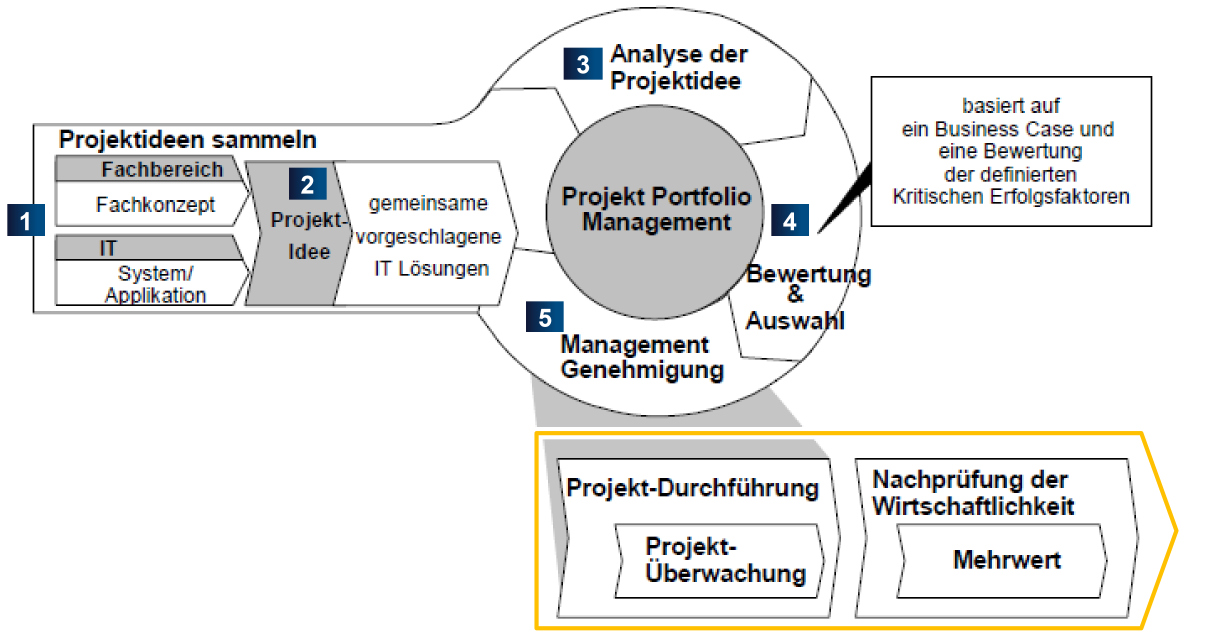 Projektideen sammeln
1
Fachbereich
Fachkonzept
IT
System/
Applikation
2
Projekt-
Idee
gemeinsame
vorgeschlagene
IT Lösungen
3
Analyse der
Projektidee
Projekt Portfolio
Management
4
Bewertung
&
Auswahl
basiert auf
ein Business Case und
eine Bewertung
der definierten
Kritischen Erfolgsfaktoren
5
Management
Genehmigung
Projekt-Durchführung
Projekt-
Überwachung
Nachprüfung der
Wirtschaftlichkeit
Mehrwert